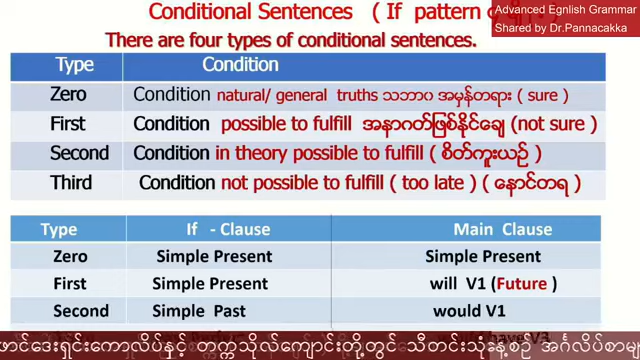 Conditional Sentences ( If pattern
Advanced Egnlish Grammar
Shared by Dr.Pannacakka
There are four types of conditional sentences.
Type Condition
Zero Condition natural/ general truths သဘာဝ အမှန်တရား ( sure )
First Condition possible to fulfill အနာဂတ်ဖြစ်နိုင်ချေ (not sure )
Second Condition in theory possible to fulfill ( စိတ်ကူးယဉ် )
Third Condition not possible to fulfill ( too late ) ( နောင်တရ )
Type If - Clause Main Clause
Zero Simple Present Simple Present
First Simple Present will V1 (Future )
Second Simple Past would V1
have V3